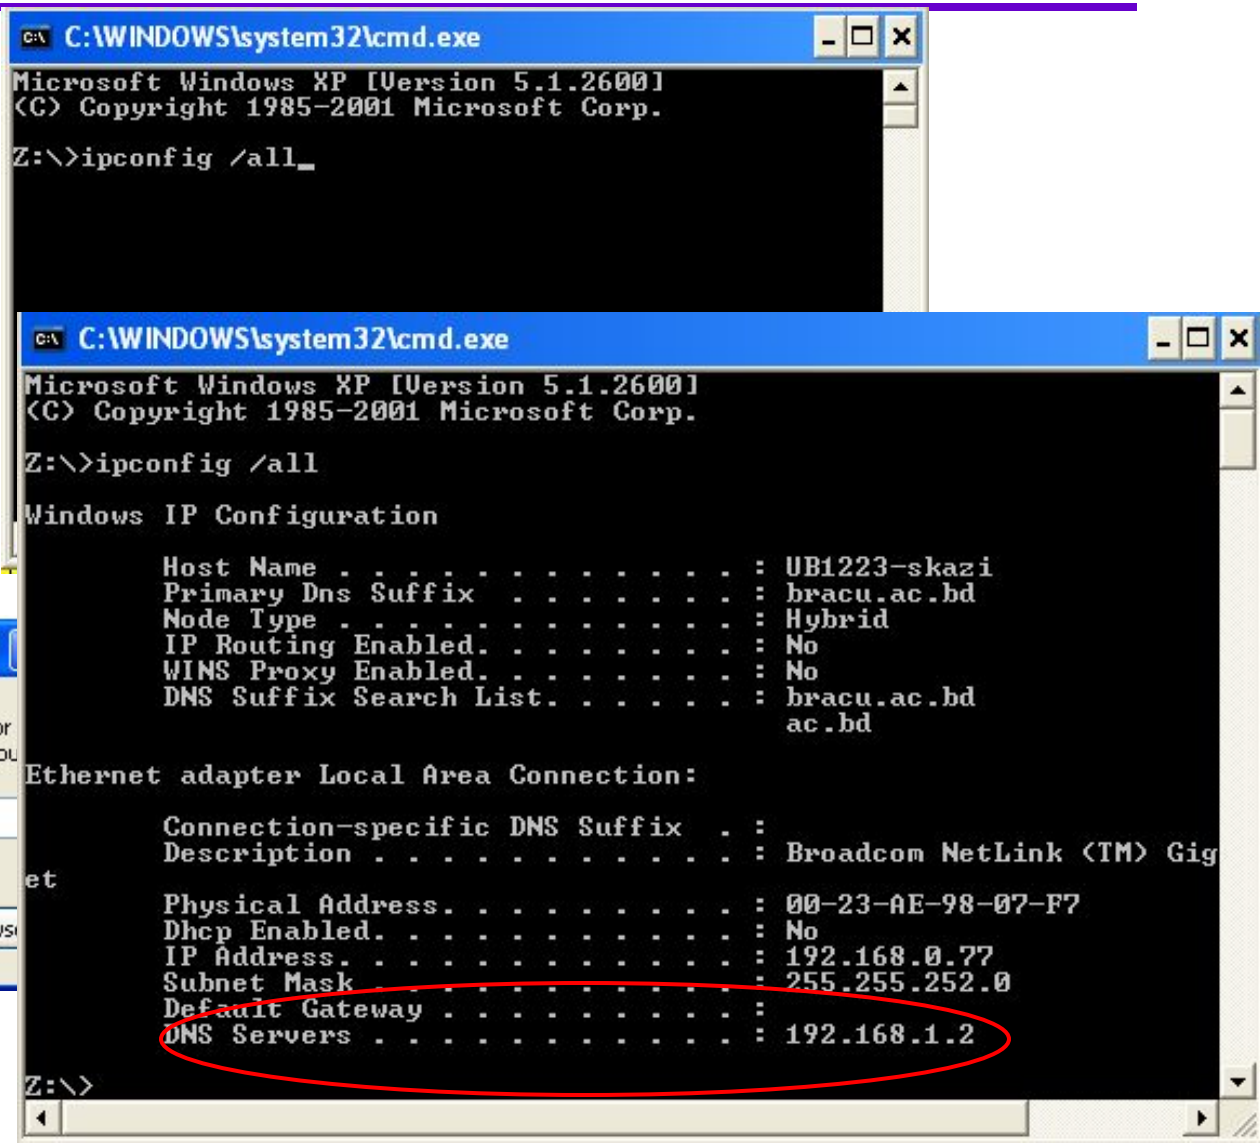 C:\WINDOWS\system32\cmd.exe
Microsoft Windows XP [Version 5.1.2600]
(C) Copyright 1985-2001 Microsoft Corp.
Z:\>ipconfig /all_
C:\WINDOWS\system32\cmd.exe
Microsoft Windows XP [Version 5.1.2600]
(C) Copyright 1985-2001 Microsoft Corp.
Z:\>ipconfig /all
Windows IP Configuration
Host Name . . . . . . . . . . . . : UB1223-skazi
Primary Dns Suffix . . . . . . . : bracu.ac.bd
Node Type . . . . . . . . . . . . : Hybrid
IP Routing Enabled. . . . . . . . : No
WINS Proxy Enabled. . . . . . . . : No
DNS Suffix Search List. . . . . . : bracu.ac.bd
ac.bd
Ethernet adapter Local Area Connection:
Connection-specific DNS Suffix . :
Description . . . . . . . . . . . : Broadcom NetLink (TM) Gig
et
Physical Address. . . . . . . . . : 00-23-AE-98-07-F7
Dhcp Enabled. . . . . . . . . . . : No
IP Address. . . . . . . . . . . . : 192.168.0.77
Subnet Mask . . . . . . . . . . . : 255.255.252.0
Default Gateway . . . . . . . . . :
DNS Servers . . . . . . . . . . . : 192.168.1.2
Z:\>